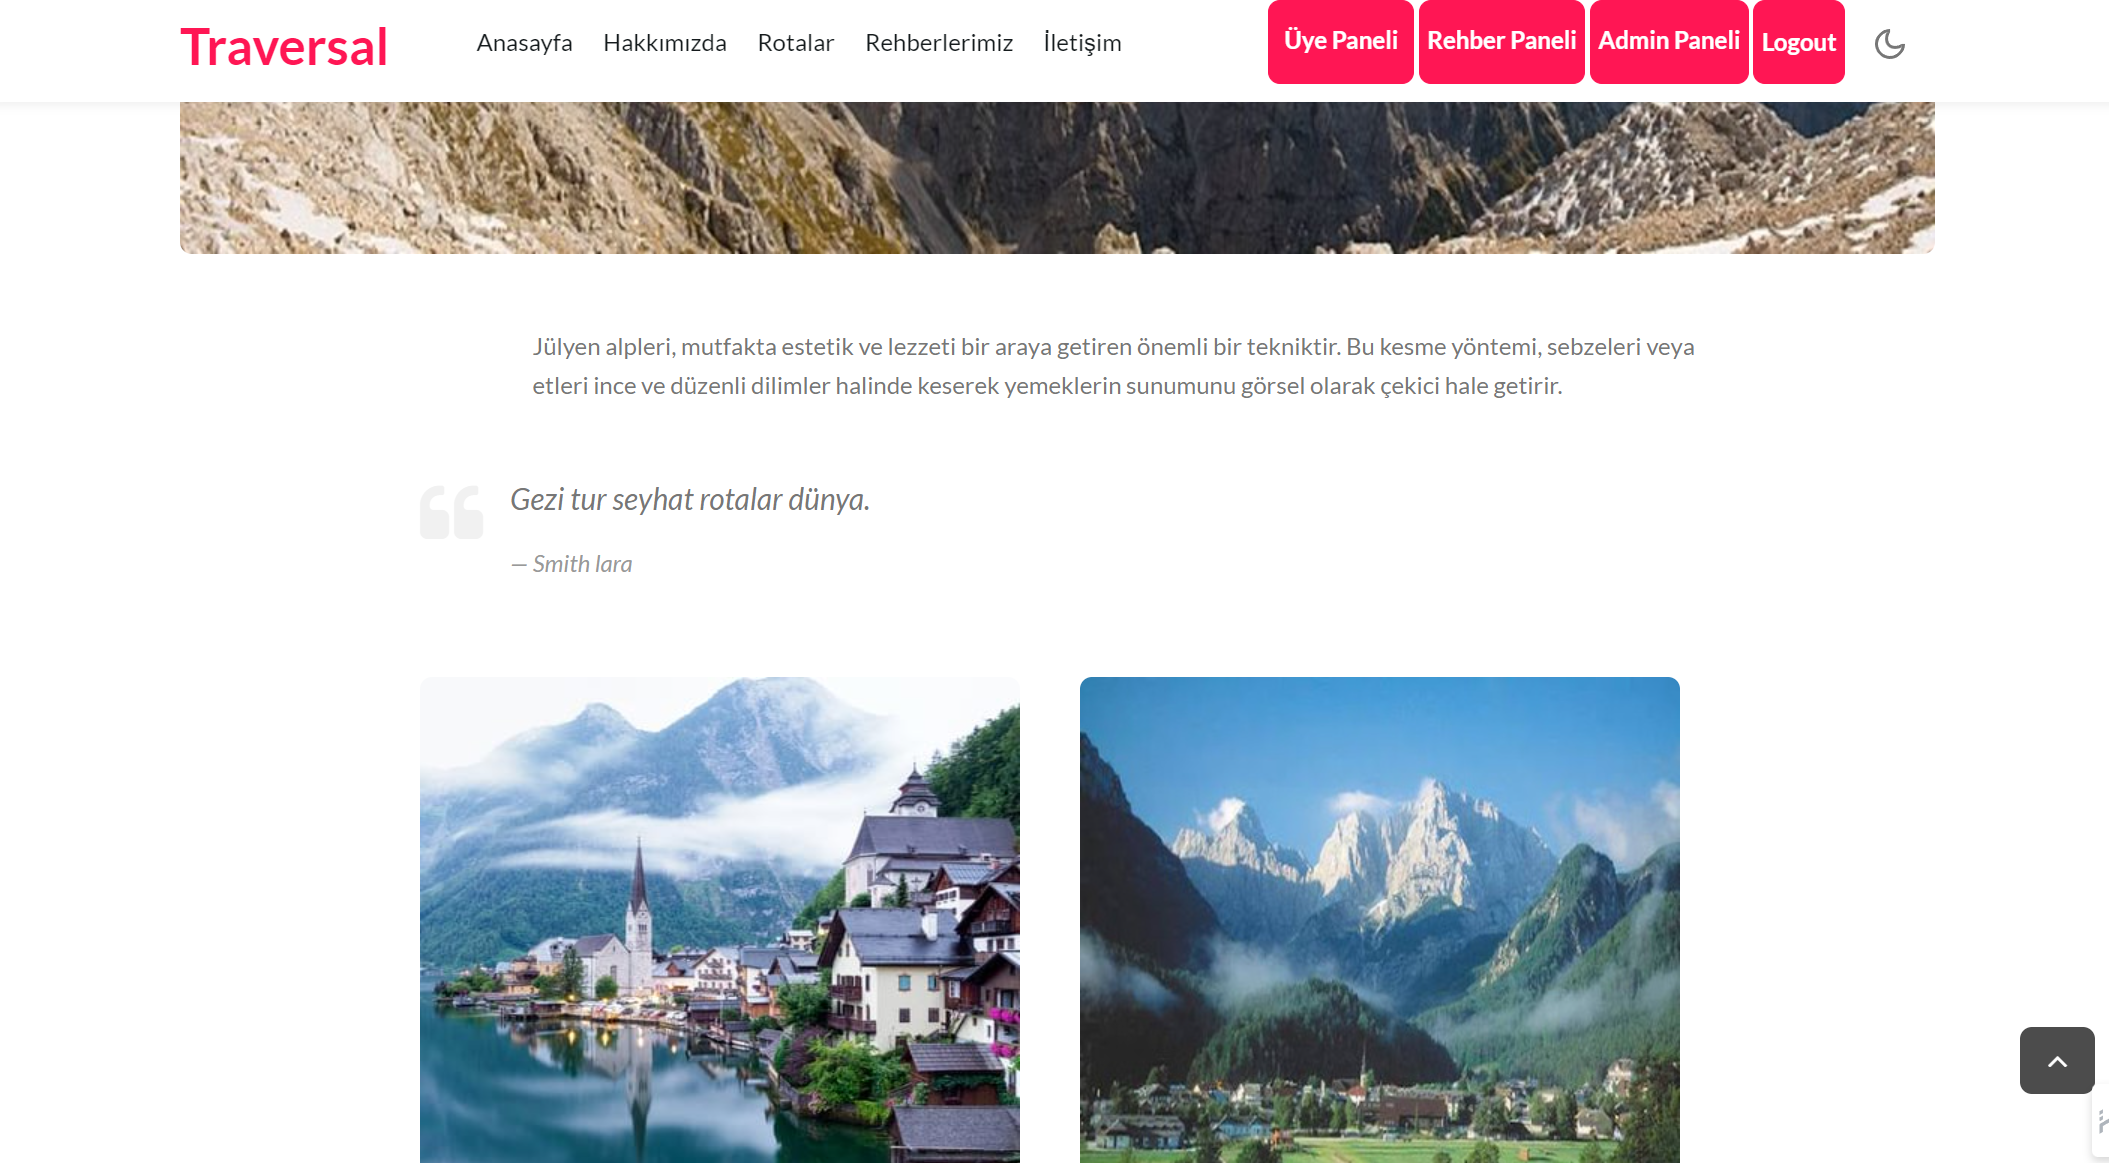 Traversal
Anasayfa Hakkımızda Rotalar Rehberlerimiz İletişim
Üye Paneli Rehber Paneli Admin Paneli Logout
Jülyen alpleri, mutfakta estetik ve lezzeti bir araya getiren önemli bir tekniktir. Bu kesme yöntemi, sebzeleri veya
etleri ince ve düzenli dilimler halinde keserek yemeklerin sunumunu görsel olarak çekici hale getirir.
Gezi tur seyhat rotalar dünya.
— Smith lara